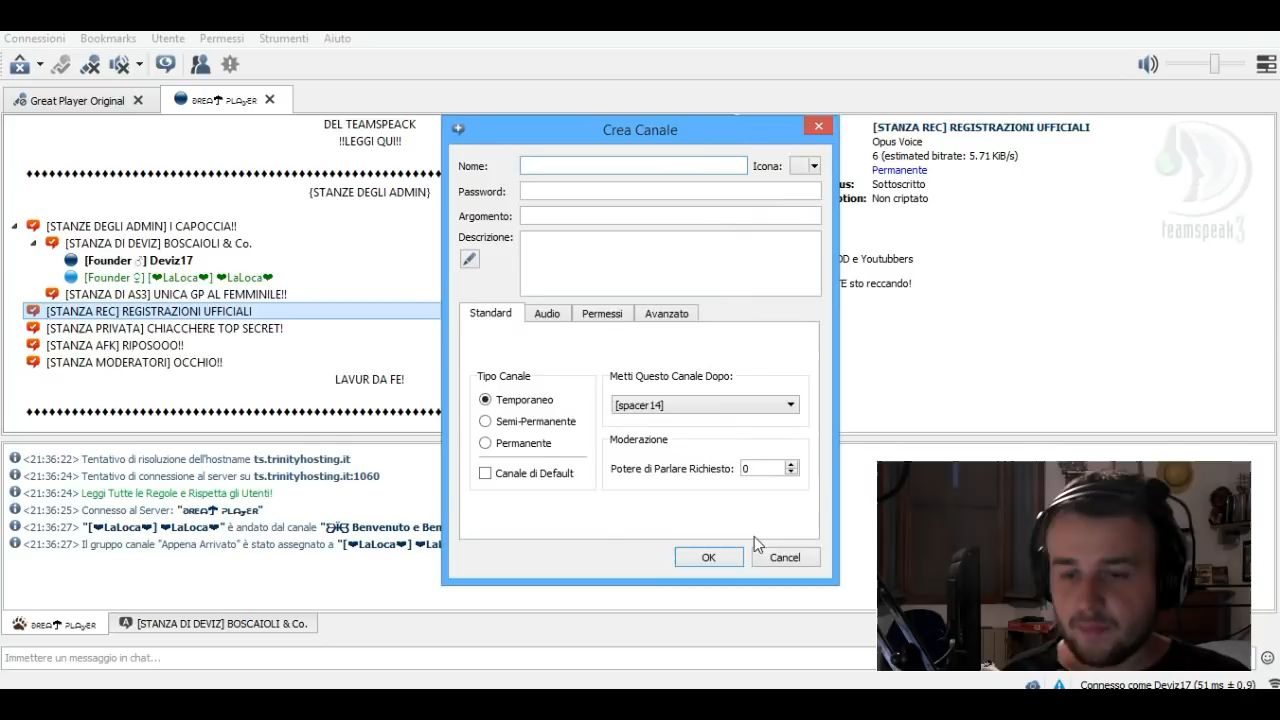 Connessioni Bookmarks Utente Permessi Strumenti Aiuto
Great Player Original
DEL TEAMSPEACK
!!LEGGI QUI!!
{STANZE DEGLI ADMIN}
[STANZE DEGLI ADMIN] I CAPOCCIA!!
[STANZA DI DEVIZ] BOSCAIOLI & Co.
[Founder ♂] Deviz17
[Founder ♀] [❤LaLoca❤] ❤LaLoca❤
[STANZA DI AS3] UNICA GP AL FEMMINILE!!
[STANZA REC] REGISTRAZIONI UFFICIALI
[STANZA PRIVATA] CHIACCHERE TOP SECRET!
[STANZA AFK] RIPOSOOO!!
[STANZA MODERATORI] OCCHIO!!
LAVUR DA FE!
Crea Canale
Nome:
Icona:
Password:
Argomento:
Descrizione:
Standard Audio Permessi Avanzato
Tipo Canale
Temporaneo
Semi-Permanente
Permanente
Canale di Default
Metti Questo Canale Dopo:
[spacer14]
Moderazione
Potere di Parlare Richiesto: 0
OK Cancel
[STANZA REC] REGISTRAZIONI UFFICIALI
Opus Voice
6 (estimated bitrate: 5.71 KiB/s)
Permanente
us: Sottoscritto
ption: Non criptato
DD e Youtubbers
TE sto reccando!
teamspeak3
<21:36:22> Tentativo di risoluzione dell'hostname ts.trinityhosting.it
<21:36:24> Tentativo di connessione al server su ts.trinityhosting.it:1060
<21:36:24> Leggi Tutte le Regole e Rispetta gli Utenti!
<21:36:25> Connesso al Server:
<21:36:27> "[❤LaLoca❤] ❤LaLoca❤" è andato dal canale " Benvenuto e Ben
<21:36:27> Il gruppo canale "Appena Arrivato" è stato assegnato a "[❤LaLoca❤] ❤LaL
[STANZA DI DEVIZ] BOSCAIOLI & Co.
Immettere un messaggio in chat...
Connesso come Deviz17 (51 ms ± 0.9)